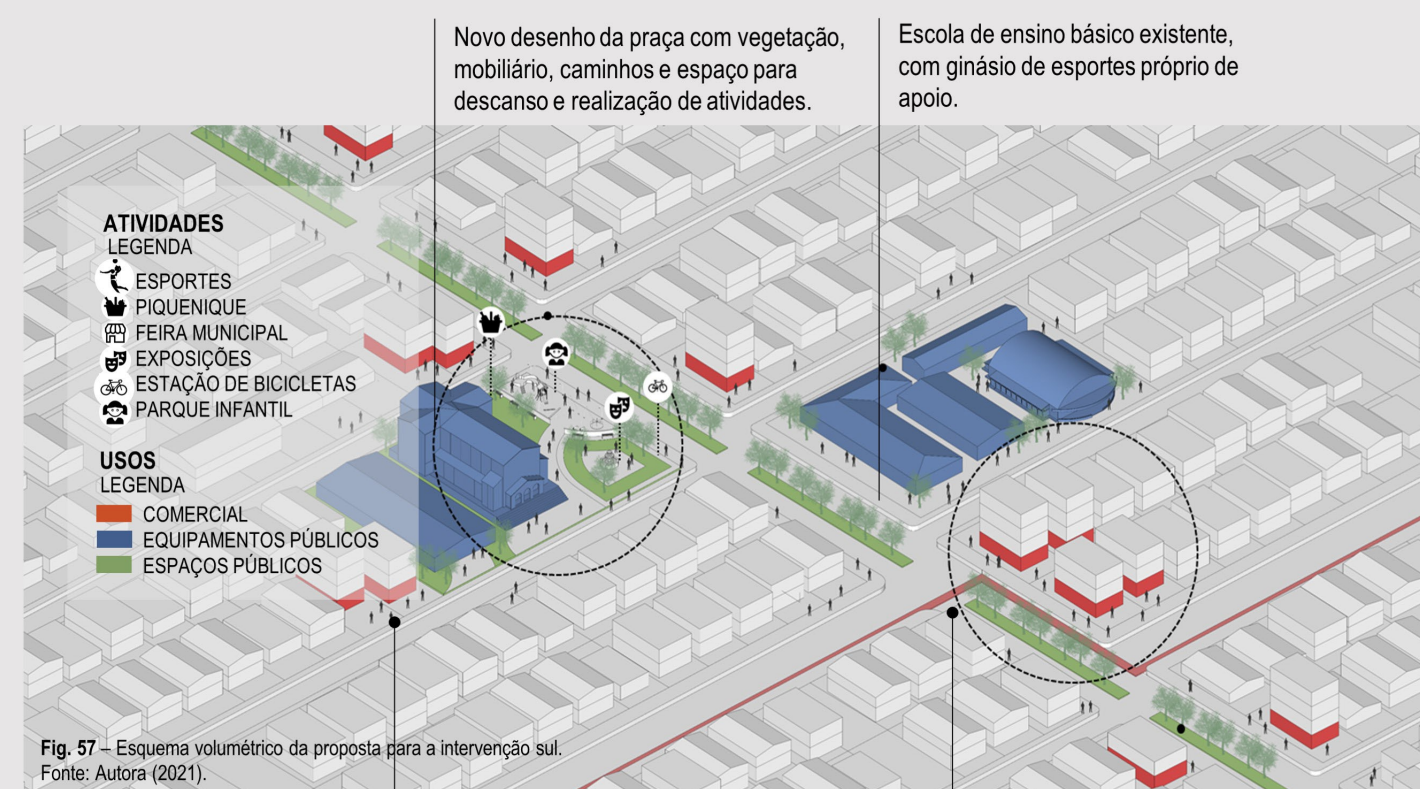 Novo desenho da praça com vegetação,
mobiliário, caminhos e espaço para
descanso e realização de atividades.
Escola de ensino básico existente,
com ginásio de esportes próprio de
apoio.
ATIVIDADES
LEGENDA
ESPORTES
PIQUENIQUE
FEIRA MUNICIPAL
EXPOSIÇÕES
ESTAÇÃO DE BICICLETAS
PARQUE INFANTIL
USOS
LEGENDA
COMERCIAL
EQUIPAMENTOS PÚBLICOS
ESPAÇOS PÚBLICOS
Fig. 57 – Esquema volumétrico da proposta para a intervenção sul.
Fonte: Autora (2021).